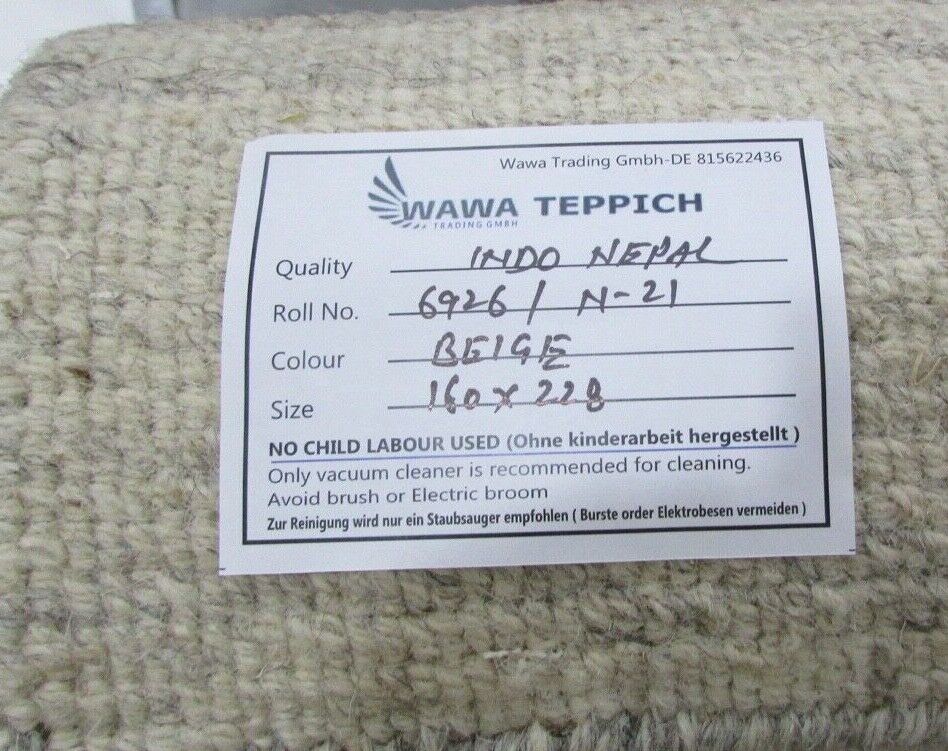 Wawa Trading Gmbh-DE 815622436
WAWA TEPPICH
TRADING GMBH
Quality INDO NEPAL
Roll No. 6926/ N-21
Colour BEIGE
Size 160 x 228
NO CHILD LABOUR USED (Ohne kinderarbeit hergestellt )
Only vacuum cleaner is recommended for cleaning.
Avoid brush or Electric broom
Zur Reinigung wird nur ein Staubsauger empfohlen ( Burste order Elektrobesen vermeiden )